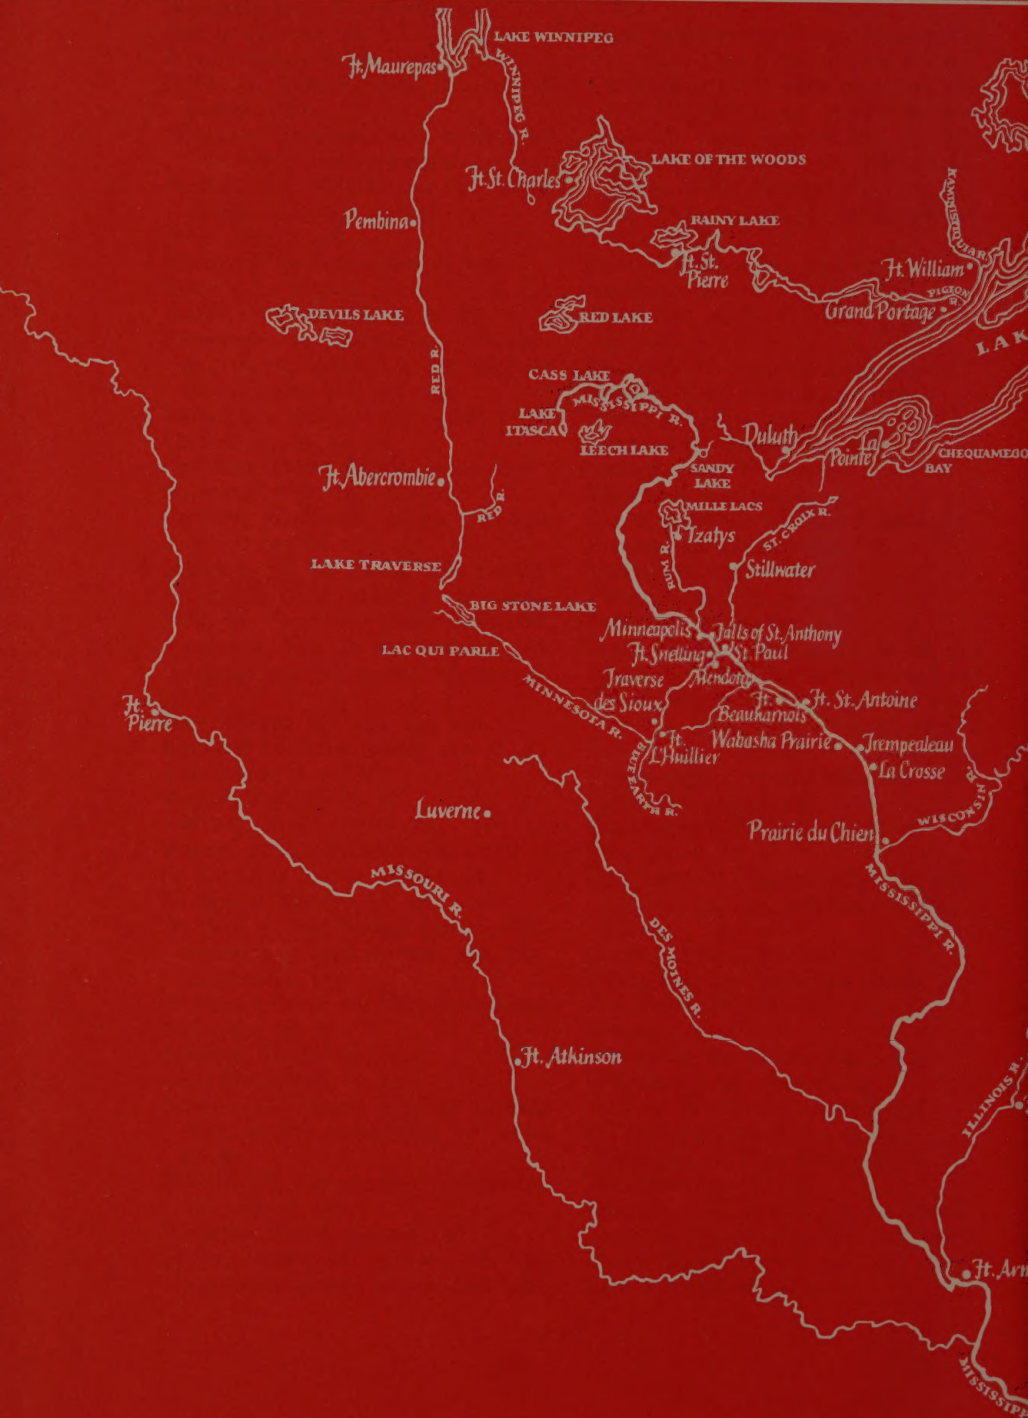 LAKE WINNIPEG
Ft. Maurepas
WINNIPEG R.
LAKE OF THE WOODS
Ft. St. Charles
Pembina
RAINY LAKE
Ft. St.
Pierre
Ft. William
PIGEON
R.
Grand Portage
DEVILS LAKE
RED LAKE
LAK
RED R.
CASS LAKE
MISSISSIPPI R.
LAKE
ITASCA
LEECH LAKE
Duluth
La
Pointe
CHEQUAMEGO
BAY
SANDY
LAKE
Ft. Abercrombie
RED R.
MILLE LACS
Izatys
ST. CROIX R.
RUM R.
LAKE TRAVERSE
Stillwater
BIG STONE LAKE
Minneapolis
Falls of St. Anthony
LAC QUI PARLE
Ft. Snelling
St. Paul
Mendota
Traverse
des Sioux
MINNESOTA R.
Ft.
Beauharnois
Ft. St. Antoine
Ft.
Pierre
Ft.
L'Huillier
Wabasha Prairie
Trempealeau
La Crosse
BLUE EARTH R.
Luverne
WISCONSIN R.
Prairie du Chien
MISSOURI R.
MISSISSIPPI R.
DES MOINES R.
Ft. Atkinson
ILLINOIS R.
Ft. Arm
MISSISSIPP